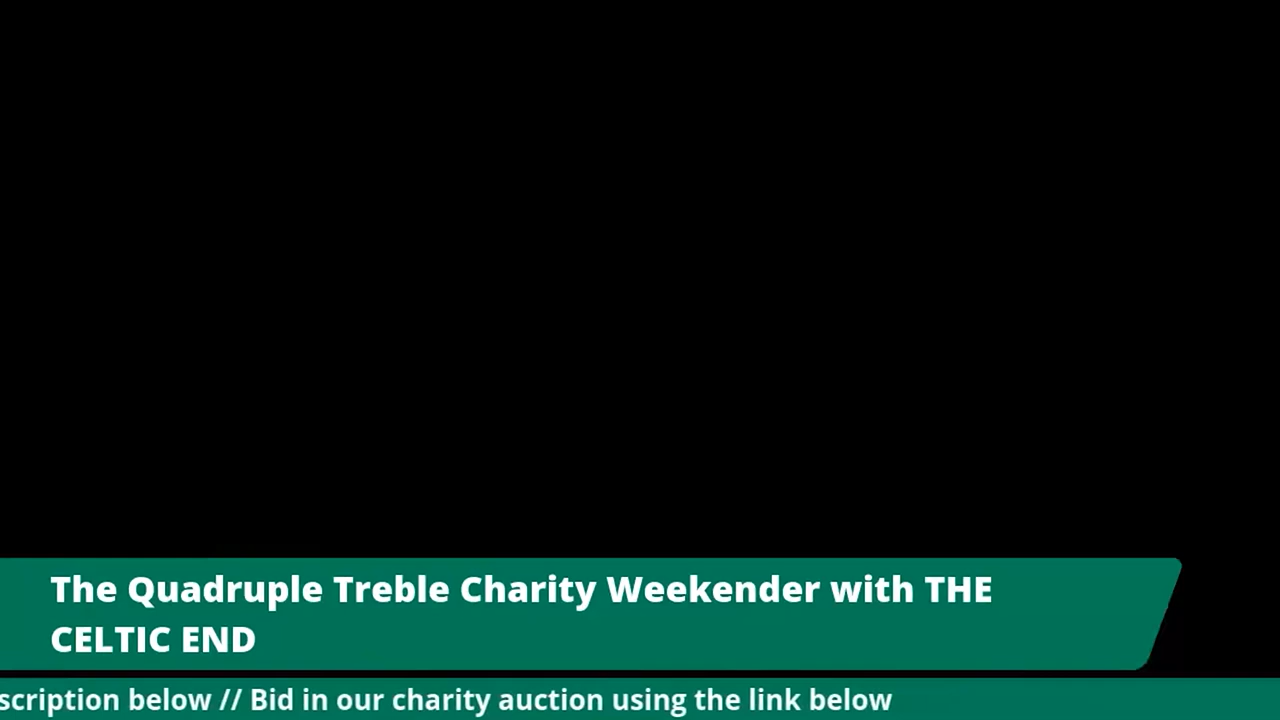 The Quadruple Treble Charity Weekender with THE
CELTIC END
scription below // Bid in our charity auction using the link below